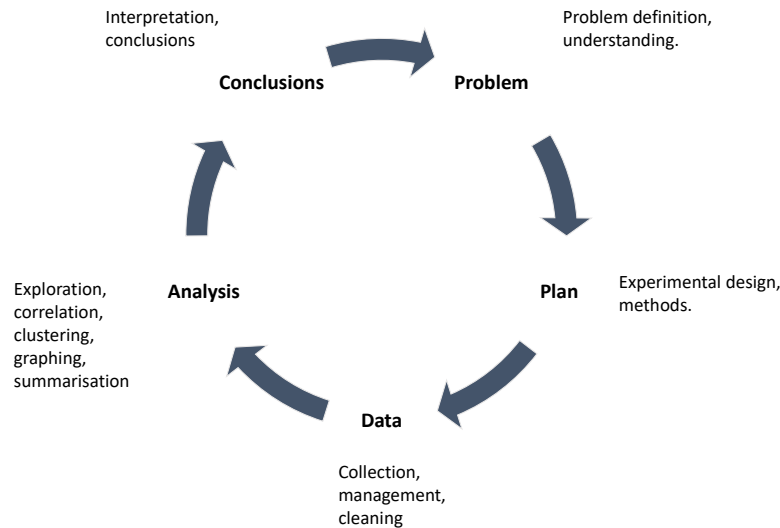 Interpretation,
conclusions
Problem definition,
understanding.
Conclusions
Problem
Exploration,
correlation,
clustering,
graphing,
summarisation
Analysis
Plan
Experimental design,
methods.
Data
Collection,
management,
cleaning